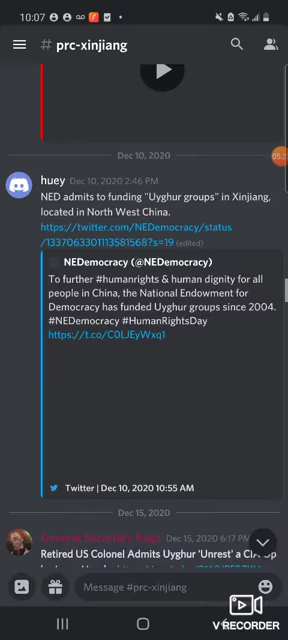 10:07
# prc-xinjiang
Dec 10, 2020
huey Dec 10, 2020 2:46 PM
NED admits to funding "Uyghur groups" in Xinjiang,
located in North West China.
https://twitter.com/NEDemocracy/status
/1337063301113581568?s=19 (edited)
NEDemocracy (@NEDemocracy)
To further #humanrights & human dignity for all
people in China, the National Endowment for
Democracy has funded Uyghur groups since 2004.
#NEDemocracy #HumanRightsDay
https://t.co/C0LJEyWxq1
Twitter | Dec 10, 2020 10:55 AM
Dec 15, 2020
Secretary Dec 15, 2020 6:17 PM
Retired US Colonel Admits Uyghur 'Unrest' a CIA Op
Message #prc-xinjiang
V RECORDER